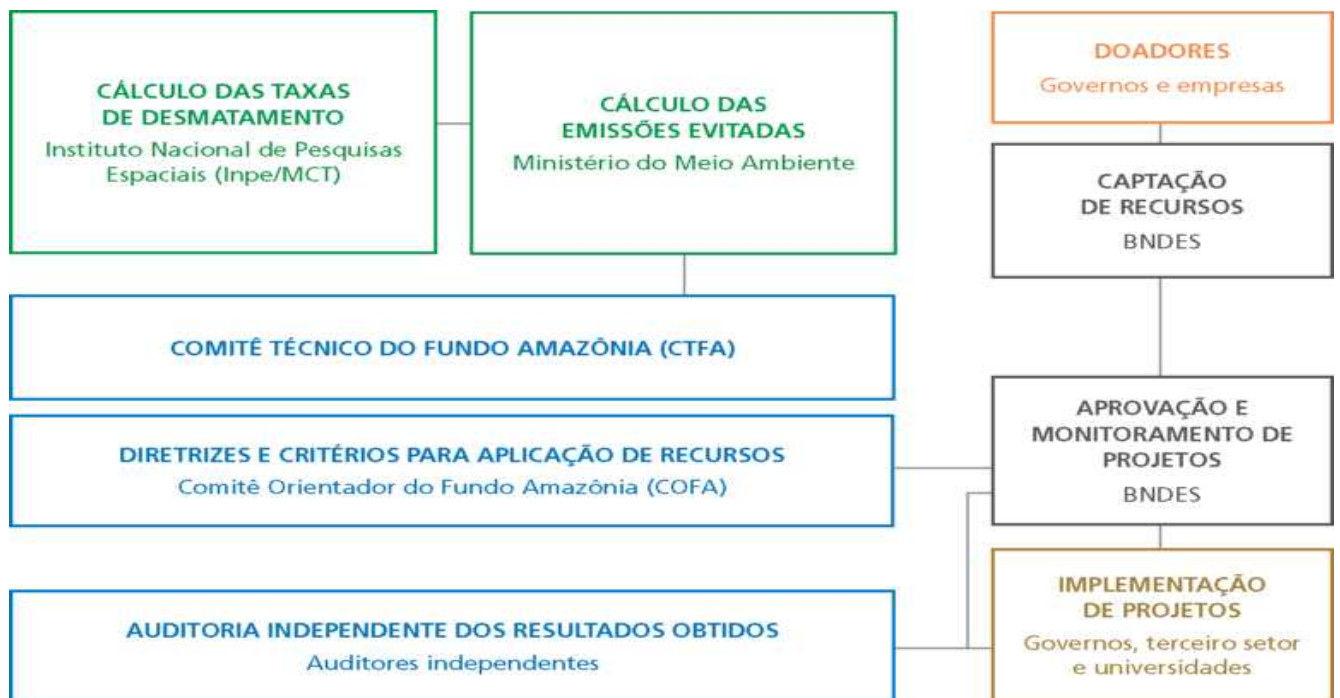 CÁLCULO DAS TAXAS
DE DESMATAMENTO
Instituto Nacional de Pesquisas
Espaciais (Inpe/MCT)
CÁLCULO DAS
EMISSÕES EVITADAS
Ministério do Meio Ambiente
DOADORES
Governos e empresas
CAPTAÇÃO
DE RECURSOS
BNDES
COMITÊ TÉCNICO DO FUNDO AMAZÔNIA (CTFA)
DIRETRIZES E CRITÉRIOS PARA APLICAÇÃO DE RECURSOS
Comitê Orientador do Fundo Amazônia (COFA)
APROVAÇÃO E
MONITORAMENTO DE
PROJETOS
BNDES
AUDITORIA INDEPENDENTE DOS RESULTADOS OBTIDOS
Auditores independentes
IMPLEMENTAÇÃO
DE PROJETOS
Governos, terceiro setor
e universidades